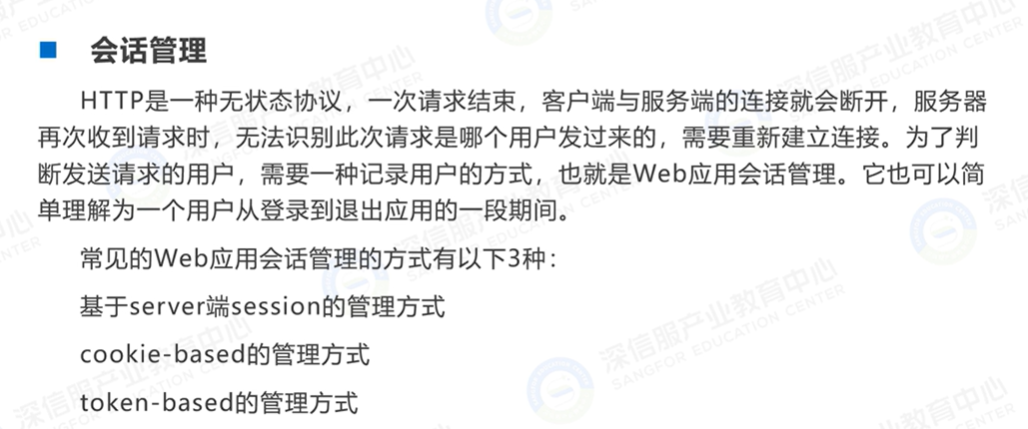 会话管理
HTTP是一种无状态协议，一次请求结束，客户端与服务端的连接就会断开，服务器
再次收到请求时，无法识别此次请求是哪个用户发过来的，需要重新建立连接。为了判
断发送请求的用户，需要一种记录用户的方式，也就是Web应用会话管理。它也可以简
单理解为一个用户从登录到退出应用的一段期间。
常见的Web应用会话管理的方式有以下3种：
基于server端session的管理方式
cookie-based的管理方式
token-based的管理方式
深信服产业教育中心
SANGFOR EDUCATION CENTER